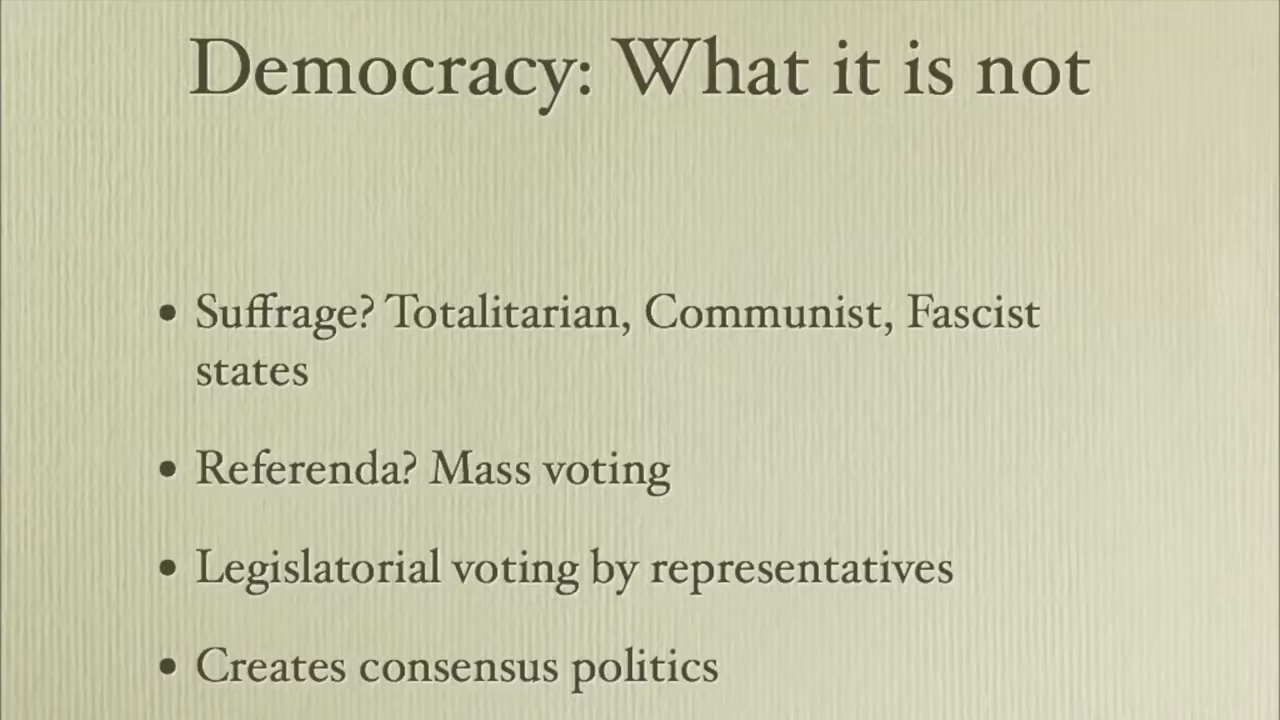 Democracy: What it is not
• Suffrage? Totalitarian, Communist, Fascist
states
• Referenda? Mass voting
• Legislatorial voting by representatives
• Creates consensus politics